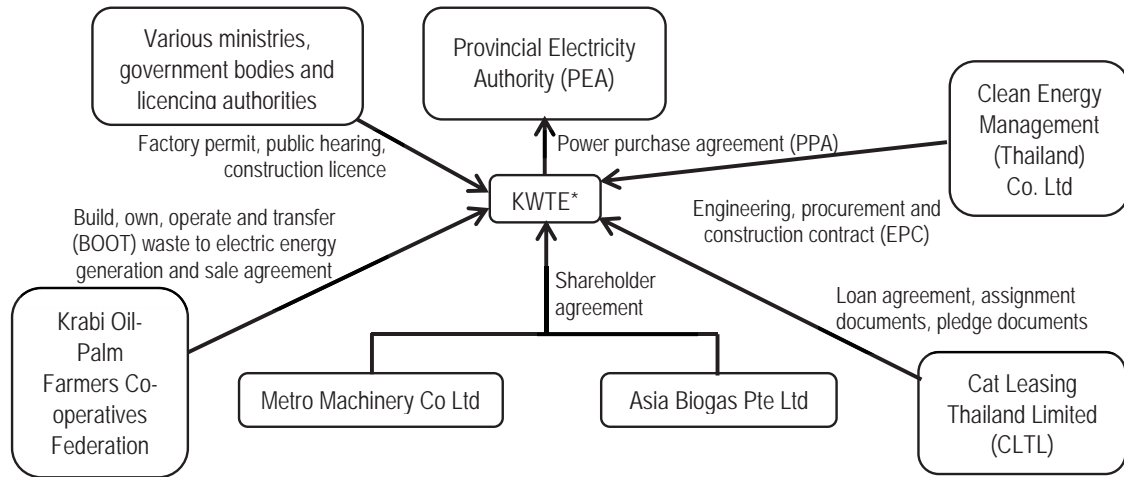 Various ministries,
government bodies and
licencing authorities
Provincial Electricity
Authority (PEA)
Clean Energy
Management
(Thailand)
Co. Ltd
Factory permit, public hearing,
construction licence
Power purchase agreement (PPA)
KWTE*
Build, own, operate and transfer
(BOOT) waste to electric energy
generation and sale agreement
Engineering, procurement and
construction contract (EPC)
Shareholder
agreement
Loan agreement, assignment
documents, pledge documents
Krabi Oil-
Palm
Farmers Co-
operatives
Federation
Metro Machinery Co Ltd
Asia Biogas Pte Ltd
Cat Leasing
Thailand Limited
(CLTL)